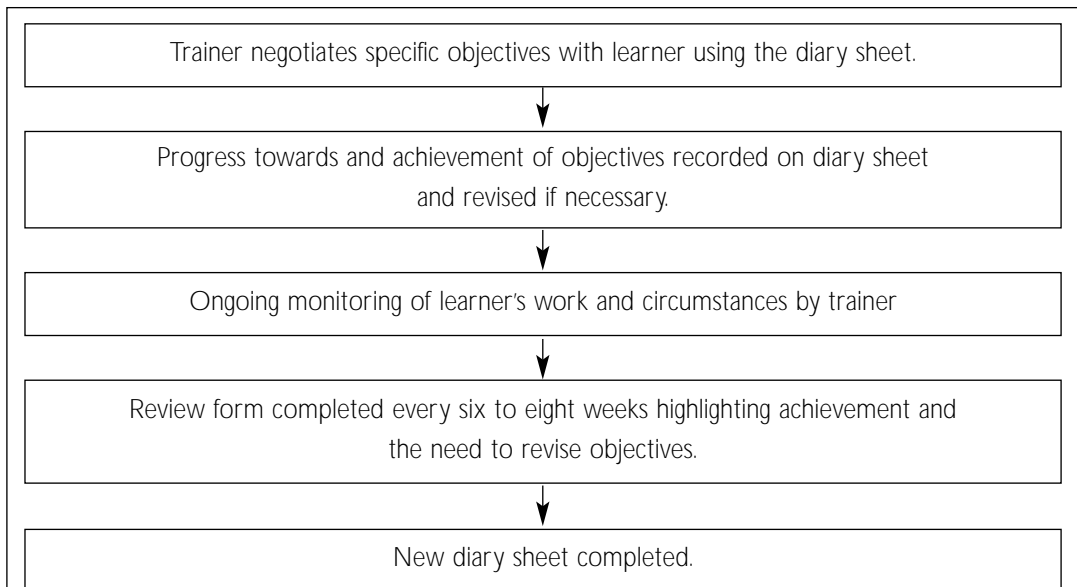 Trainer negotiates specific objectives with learner using the diary sheet.
Progress towards and achievement of objectives recorded on diary sheet
and revised if necessary.
Ongoing monitoring of learner's work and circumstances by trainer
Review form completed every six to eight weeks highlighting achievement and
the need to revise objectives.
New diary sheet completed.